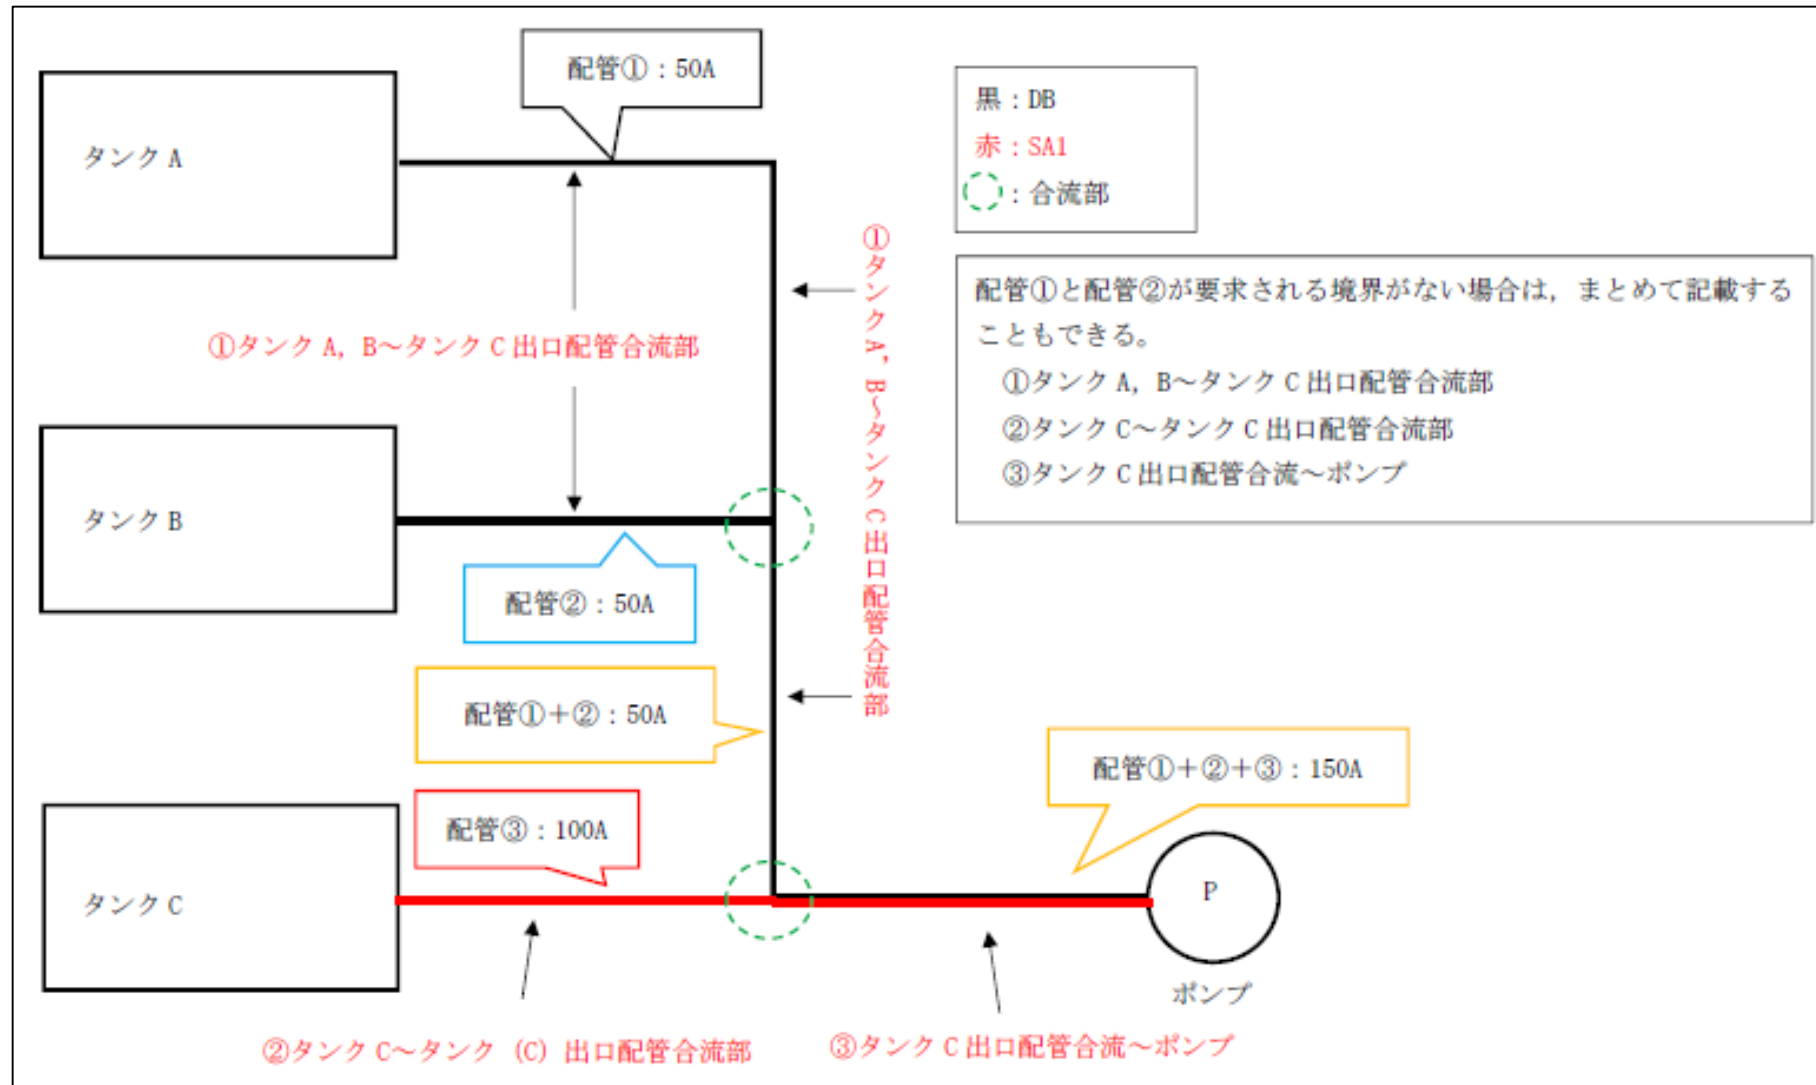 配管①：50A
タンク A
黒：DB
赤：SA1
：合流部
配管①と配管②が要求される境界がない場合は，まとめて記載する
こともできる。
①タンク A，B～タンク C 出口配管合流部
②タンク C～タンク C 出口配管合流部
③タンク C 出口配管合流～ポンプ
①タンク A，B～タンク C 出口配管合流部
①タンク A，B～タンク C 出口配管合流部
タンク B
配管②：50A
配管①＋②：50A
配管①＋②＋③：150A
配管③：100A
タンク C
P
ポンプ
②タンク C～タンク（C）出口配管合流部
③タンク C 出口配管合流～ポンプ